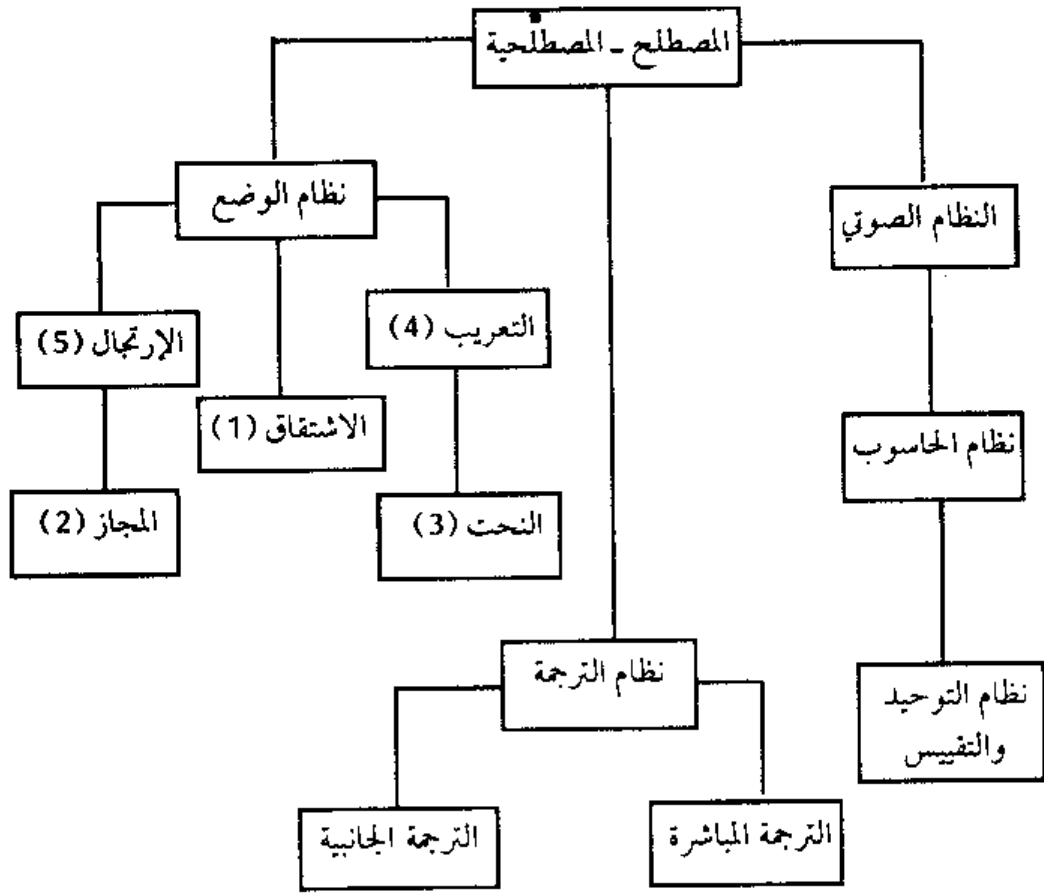 المصطلح - المصطلحية
نظام الوضع
النظام الصوتي
التعريب (4)
الإرتجال (5)
الاشتقاق (1)
نظام الحاسوب
النحت (3)
المجاز (2)
نظام الترجمة
نظام التوحيد
والتقييس
الترجمة المباشرة
الترجمة الجانبية